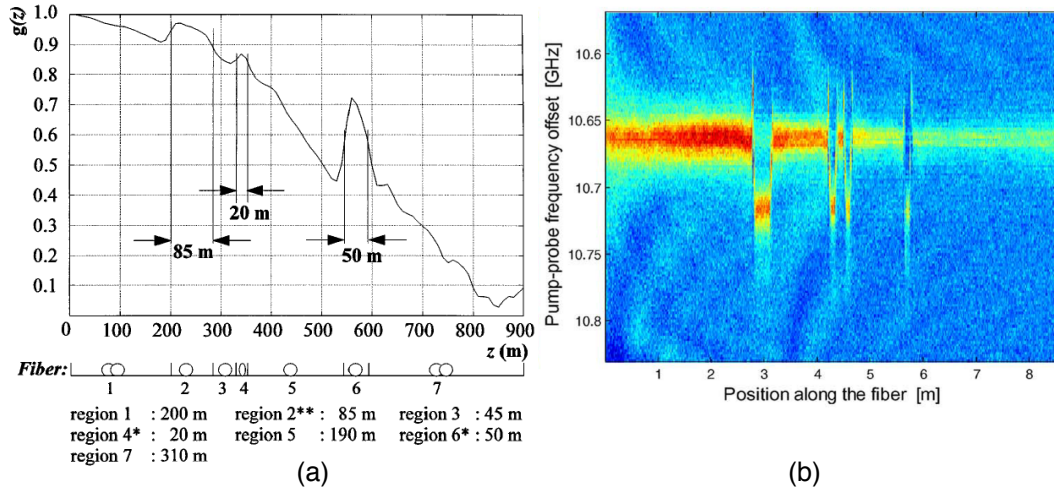 g(z)
1.0
0.9
0.8
0.7
0.6
0.5
0.4
0.3
0.2
0.1
20 m
85 m
50 m
0 100 200 300 400 500 600 700 800 900
z (m)
Fiber:
1 2 3 4 5 6 7
region 1 : 200 m region 2** : 85 m region 3 : 45 m
region 4* : 20 m region 5 : 190 m region 6* : 50 m
region 7 : 310 m
(a)
Pump-probe frequency offset [GHz]
10.6
10.65
10.7
10.75
10.8
1 2 3 4 5 6 7 8
Position along the fiber [m]
(b)